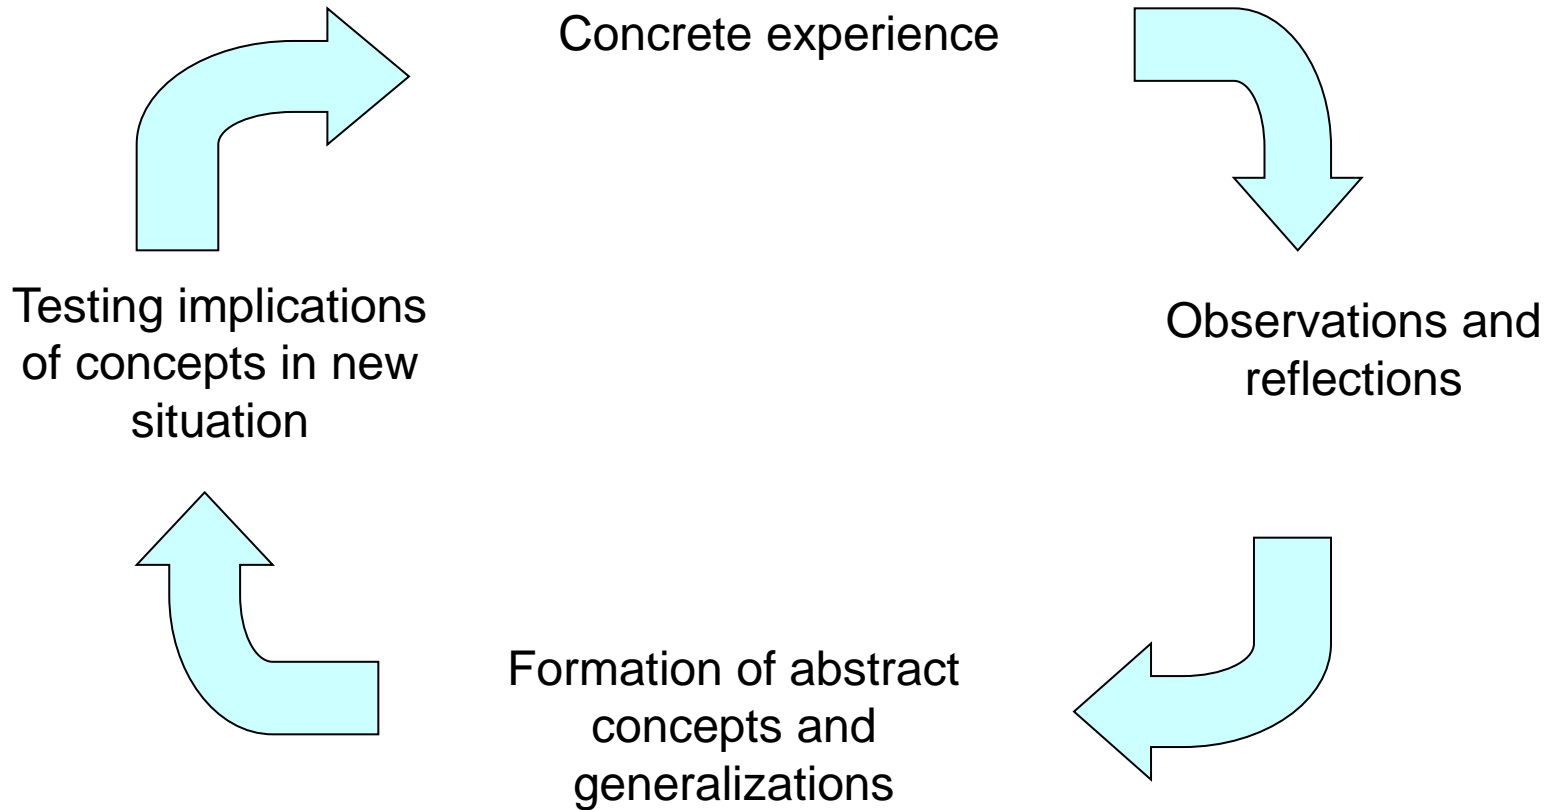 Concrete experience
Testing implications
of concepts in new
situation
Observations and
reflections
Formation of abstract
concepts and
generalizations